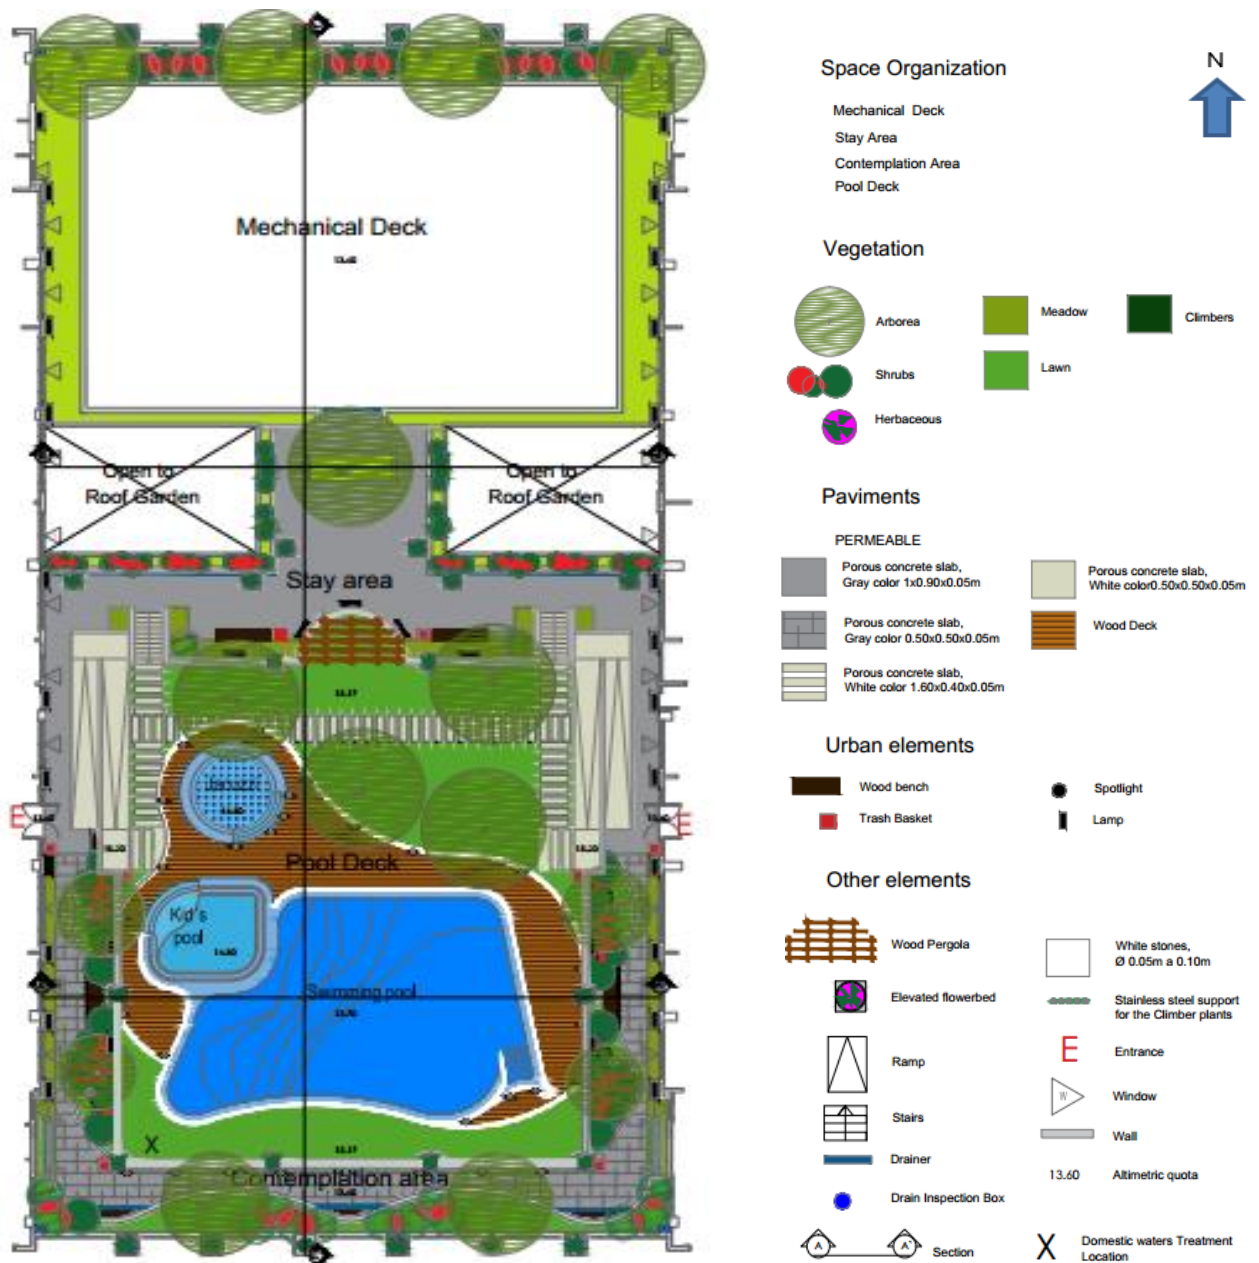 Mechanical Deck
13.60
Open to
Roof Garden
Open to
Roof Garden
Stay area
Pool Deck
Kid's
pool
Swimming pool
E
E
X
Contemplation area
Space Organization
Mechanical Deck
Stay Area
Contemplation Area
Pool Deck
N
Vegetation
Arborea
Meadow
Climbers
Shrubs
Lawn
Herbaceous
Paviments
PERMEABLE
Porous concrete slab,
Gray color 1x0.90x0.05m
Porous concrete slab,
White color0.50x0.50x0.05m
Porous concrete slab,
Gray color 0.50x0.50x0.05m
Wood Deck
Porous concrete slab,
White color 1.60x0.40x0.05m
Urban elements
Wood bench
Spotlight
Trash Basket
Lamp
Other elements
Wood Pergola
White stones,
Ø 0.05m a 0.10m
Elevated flowerbed
Stainless steel support
for the Climber plants
E Entrance
Ramp
W Window
Stairs
Wall
Drainer
13.60 Altimetric quota
Drain Inspection Box
A A' Section
X Domestic waters Treatment
Location